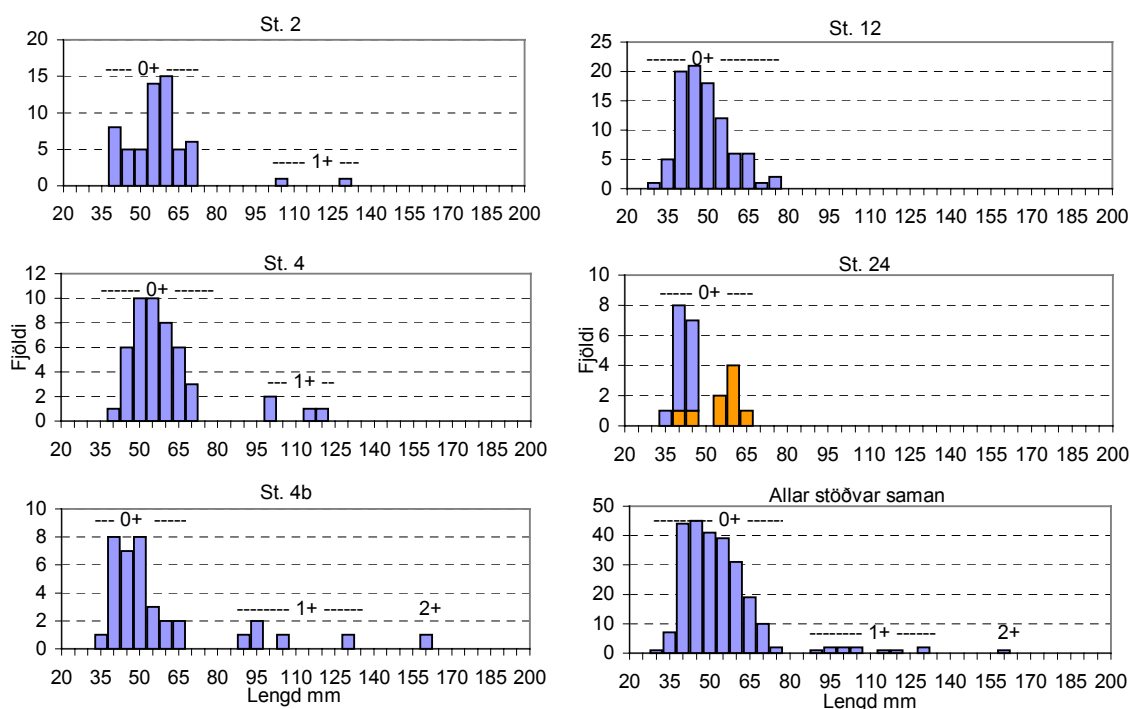 St. 2
20
15
10
5
0
---- 0+ -----
----- 1+ ---
20 35 50 65 80 95 110 125 140 155 170 185 200
St. 12
25
20
15
10
5
0
------ 0+ --------
20 35 50 65 80 95 110 125 140 155 170 185 200
St. 4
Fjöldi
12
10
8
6
4
2
0
------ 0+ -------
--- 1+ --
20 35 50 65 80 95 110 125 140 155 170 185 200
St. 24
Fjöldi
10
8
6
4
2
0
----- 0+ ----
20 35 50 65 80 95 110 125 140 155 170 185 200
St. 4b
10
8
6
4
2
0
--- 0+ -----
-------- 1+ ------
2+
20 35 50 65 80 95 110 125 140 155 170 185 200
Lengd mm
Allar stöðvar saman
50
40
30
20
10
0
--------- 0+ -----
--------- 1+ ------
2+
20 35 50 65 80 95 110 125 140 155 170 185 200
Lengd mm